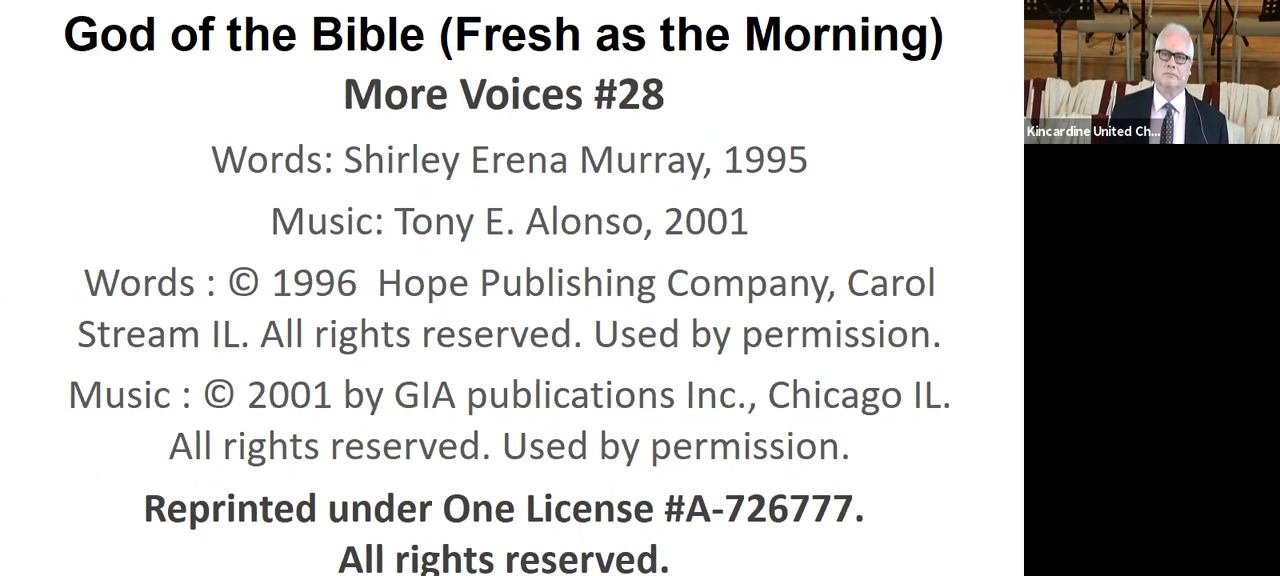 God of the Bible (Fresh as the Morning)
More Voices #28
Words: Shirley Erena Murray, 1995
Music: Tony E. Alonso, 2001
Words : © 1996  Hope Publishing Company, Carol
Stream IL. All rights reserved. Used by permission.
Music : © 2001 by GIA publications Inc., Chicago IL.
All rights reserved. Used by permission.
Reprinted under One License #A-726777.
All rights reserved.
Kincardine United Ch...